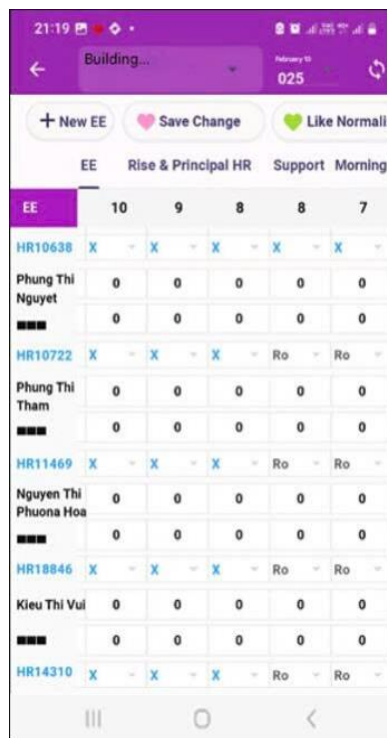 21:19
Building...
February 10
025
+ New EE
Save Change
Like Normali
EE Rise & Principal HR Support Morning
EE 10 9 8 8 7
HR10638 X X X X X
Phung Thi Nguyet 0 0 0 0 0
0 0 0 0 0
HR10722 X X X Ro Ro
Phung Thi Tham 0 0 0 0 0
0 0 0 0 0
HR11469 X X X Ro Ro
Nguyen Thi Phuona Hoa 0 0 0 0 0
0 0 0 0 0
HR18846 X X X Ro Ro
Kieu Thi Vui 0 0 0 0 0
0 0 0 0 0
HR14310 X X X Ro Ro